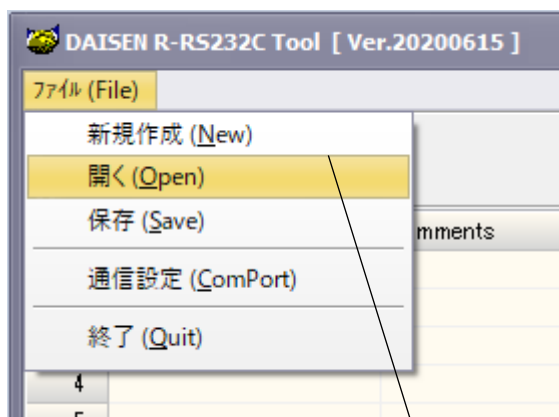 DAISEN R-RS232C Tool [ Ver.20200615 ]
ﾌｧｲﾙ (File)
新規作成 (New)
開く (Open)
保存 (Save)
mments
通信設定 (ComPort)
終了 (Quit)
4